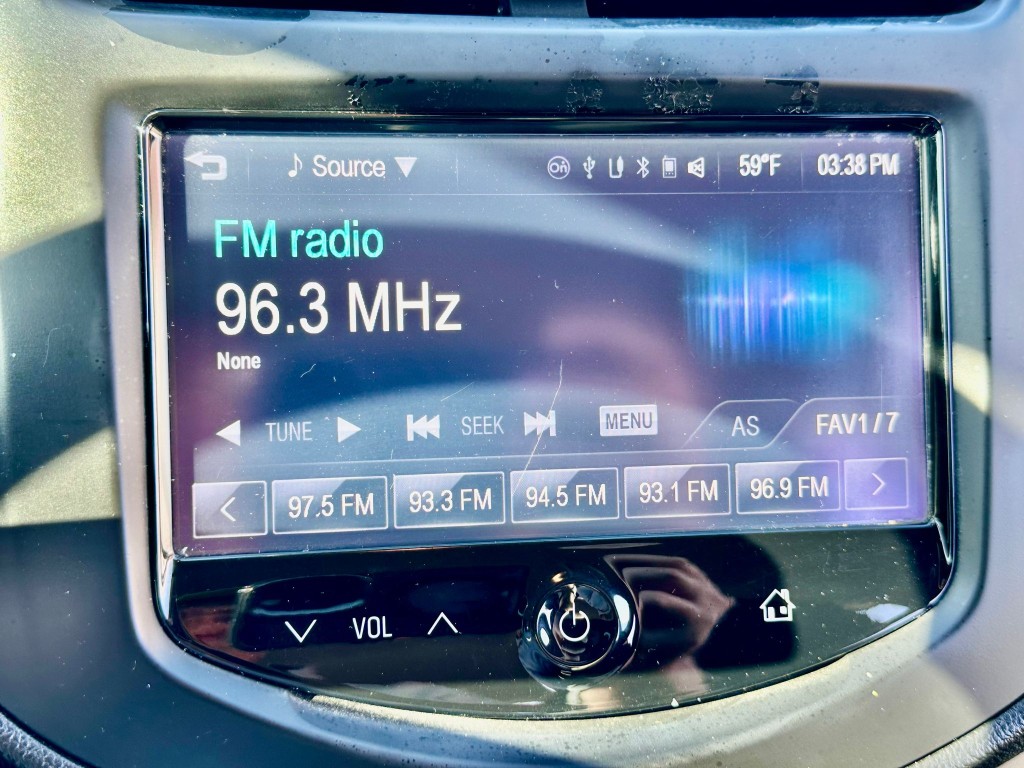 Source On 59°F 03:38 PM
FM radio
96.3 MHz
None
TUNE SEEK MENU AS FAV1/7
97.5 FM 93.3 FM 94.5 FM 93.1 FM 96.9 FM
VOL